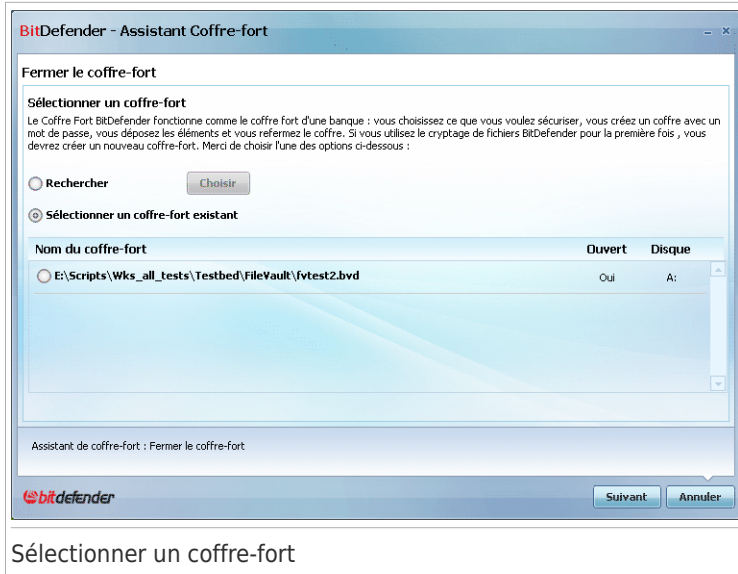 BitDefender - Assistant Coffre-fort
Fermer le coffre-fort
Sélectionner un coffre-fort
Le Coffre Fort BitDefender fonctionne comme le coffre fort d'une banque : vous choisissez ce que vous voulez sécuriser, vous créez un coffre avec un
mot de passe, vous déposez les éléments et vous refermez le coffre. Si vous utilisez le cryptage de fichiers BitDefender pour la première fois , vous
devrez créer un nouveau coffre-fort. Merci de choisir l'une des options ci-dessous :
Rechercher Choisir
Sélectionner un coffre-fort existant
Nom du coffre-fort Ouvert Disque
E:\Scripts\Wks_all_tests\Testbed\FileVault\fvtest2.bvd Oui A:
Assistant de coffre-fort : Fermer le coffre-fort
bitdefender Suivant Annuler
Sélectionner un coffre-fort